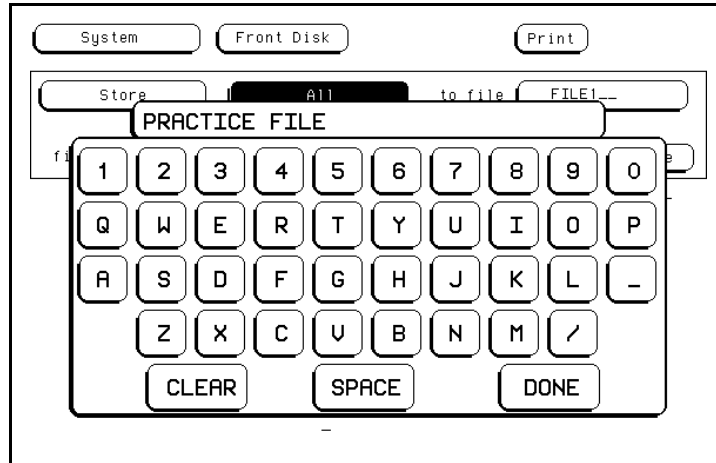 System Front Disk Print
Store All to file FILE1__
PRACTICE FILE
1 2 3 4 5 6 7 8 9 0
Q W E R T Y U I O P
A S D F G H J K L _
Z X C V B N M /
CLEAR SPACE DONE